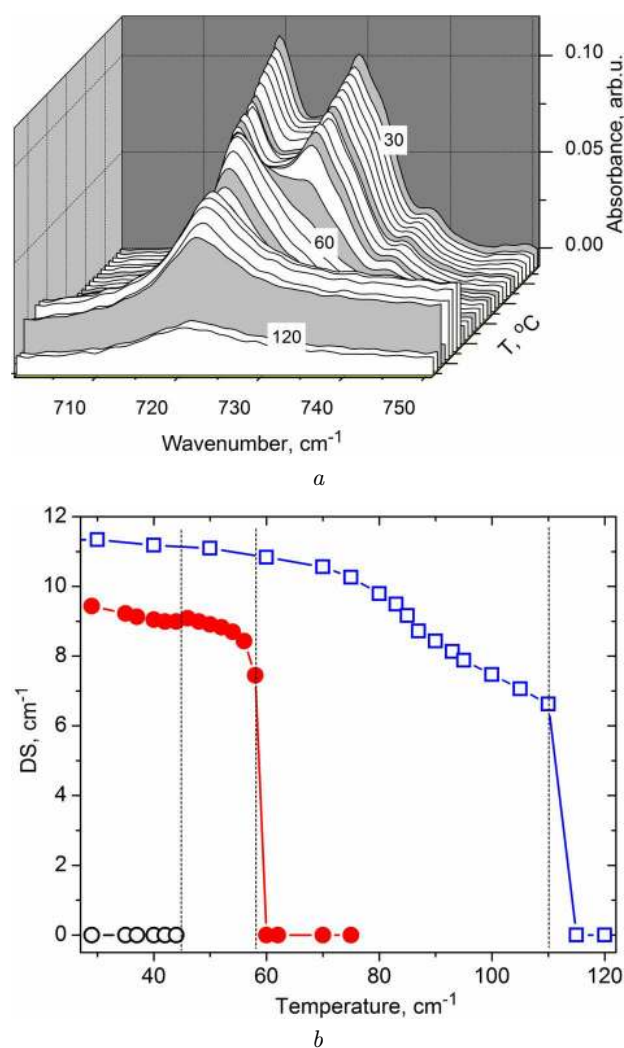 0.10
0.05
0.00
Absorbance, arb.u.
30
60
120
T, °C
710 720 730 740 750
Wavenumber, cm⁻¹
a
12
10
8
6
4
2
0
DS, cm⁻¹
40 60 80 100 120
Temperature, cm⁻¹
b